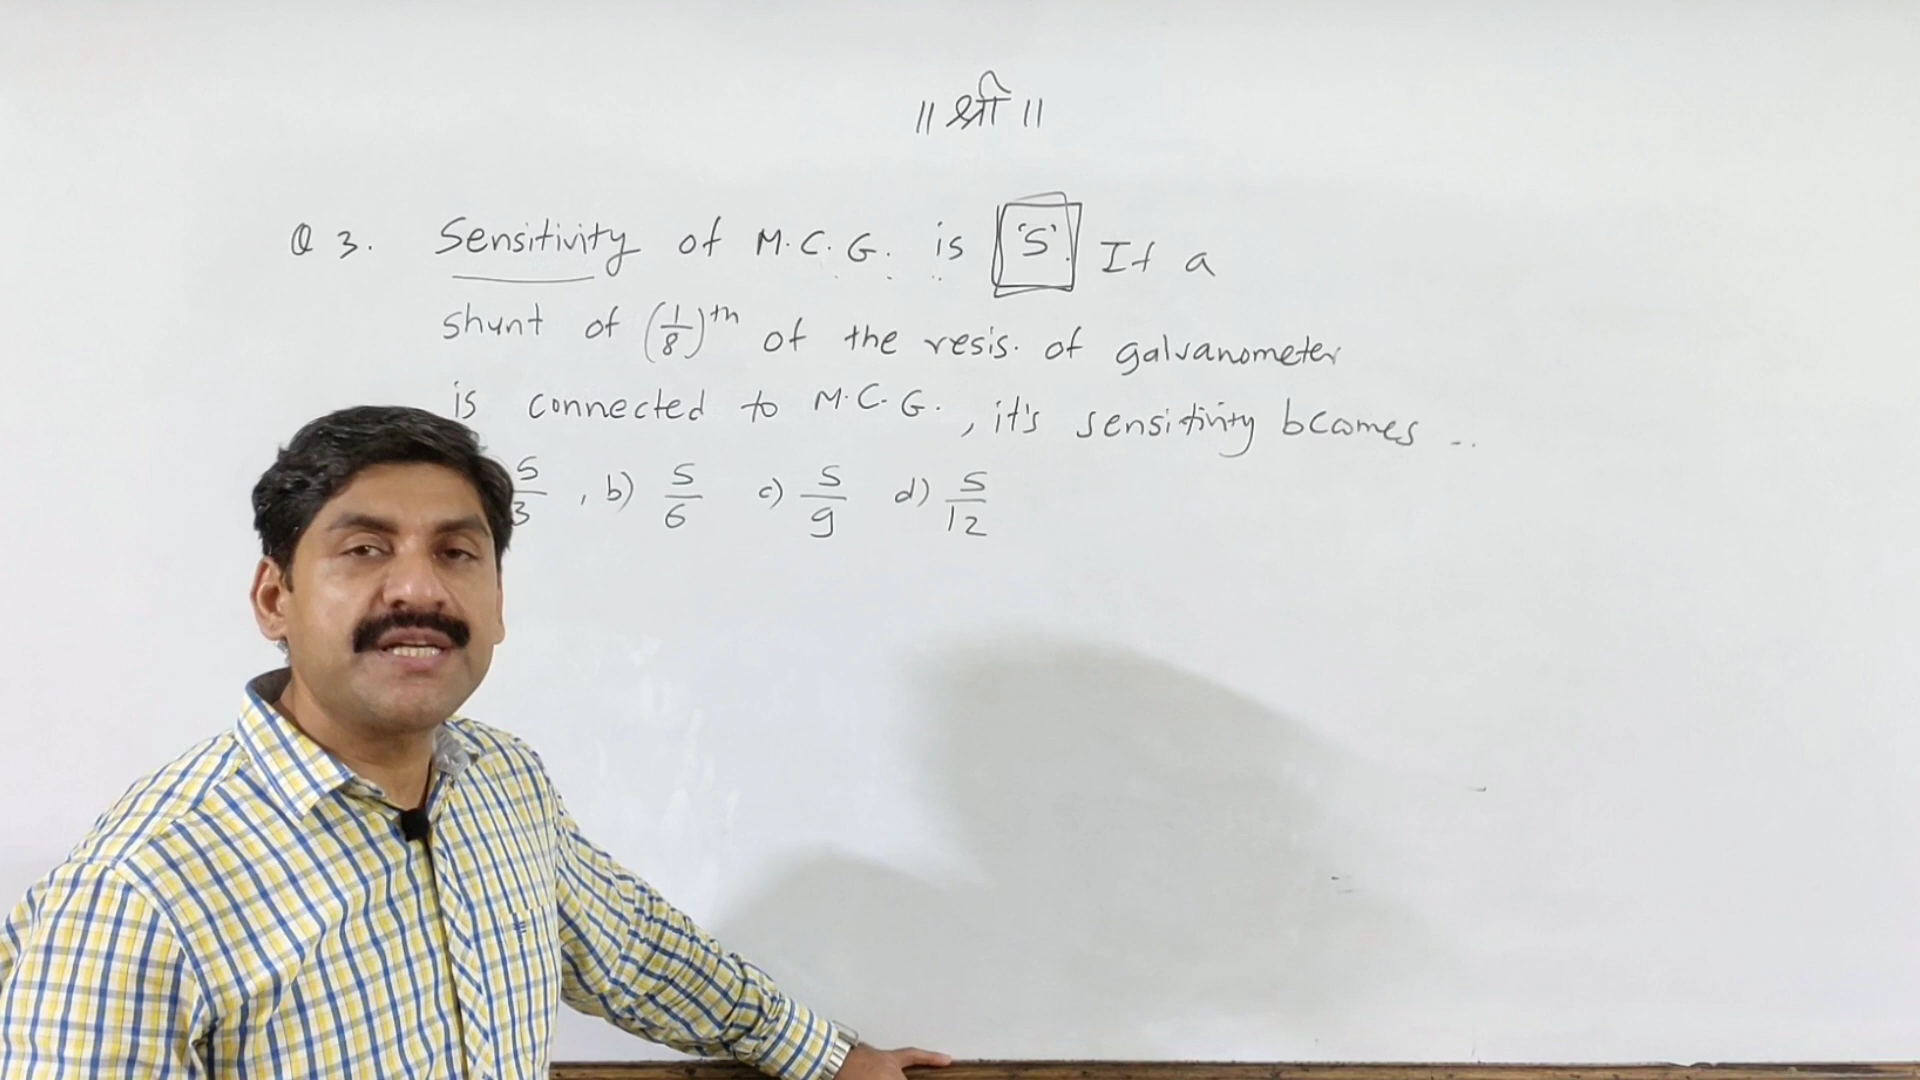 ॥ श्री ॥
Q 3. Sensitivity of M.C.G. is 'S'. If a
shunt of (1/8)th of the resis. of galvanometer
is connected to M.C.G., it's sensitivity bcomes ..
S/3 , b) S/6 c) S/9 d) S/12